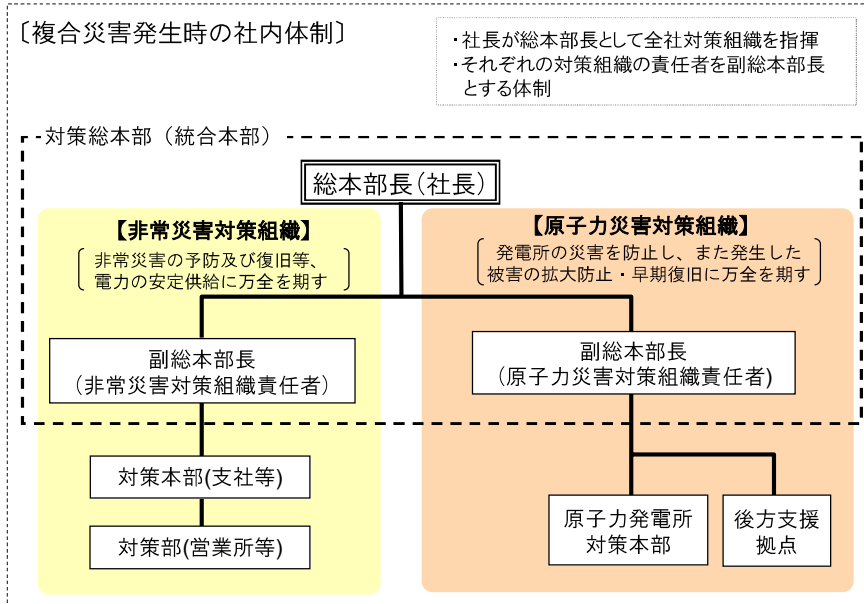 〔複合災害発生時の社内体制〕
・社長が総本部長として全社対策組織を指揮
・それぞれの対策組織の責任者を副総本部長
とする体制
対策総本部（統合本部）
総本部長（社長）
【非常災害対策組織】
非常災害の予防及び復旧等、
電力の安定供給に万全を期す
【原子力災害対策組織】
発電所の災害を防止し、また発生した
被害の拡大防止・早期復旧に万全を期す
副総本部長
（非常災害対策組織責任者）
副総本部長
（原子力災害対策組織責任者）
対策本部(支社等)
対策部(営業所等)
原子力発電所
対策本部
後方支援
拠点